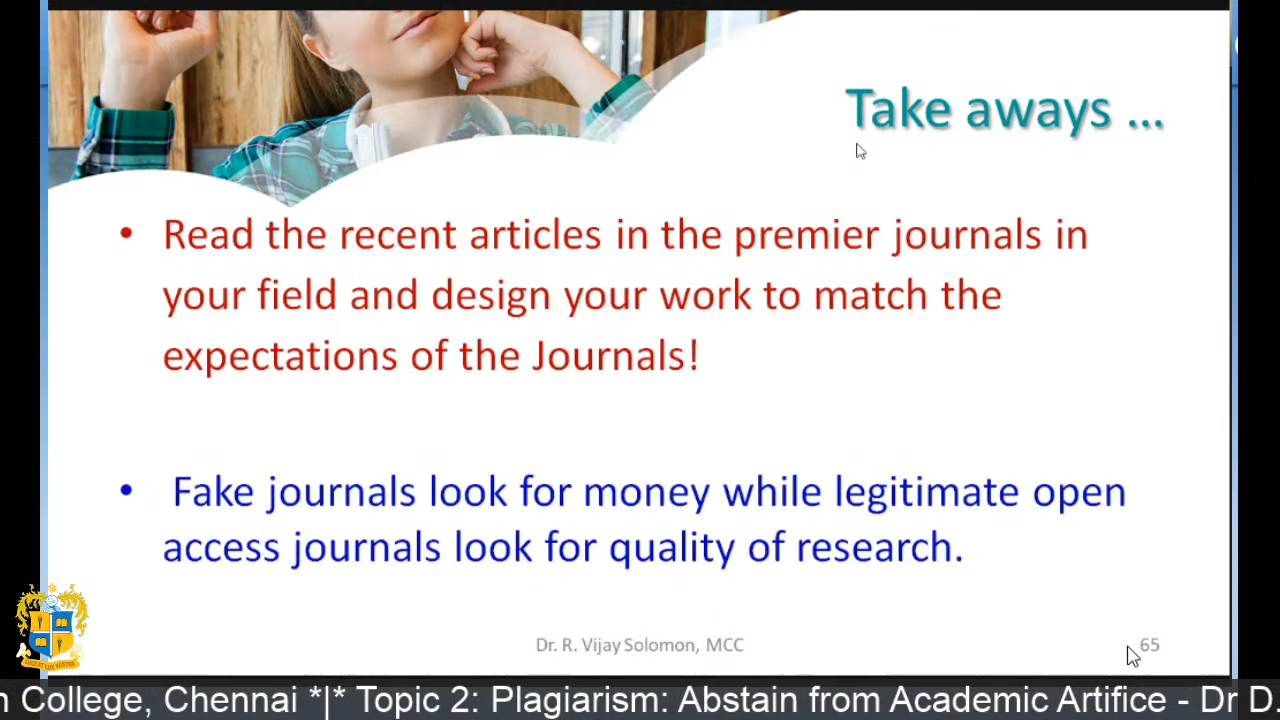 Take aways ...
• Read the recent articles in the premier journals in
your field and design your work to match the
expectations of the Journals!
• Fake journals look for money while legitimate open
access journals look for quality of research.
Dr. R. Vijay Solomon, MCC
65
n College, Chennai *|* Topic 2: Plagiarism: Abstain from Academic Artifice - Dr D.